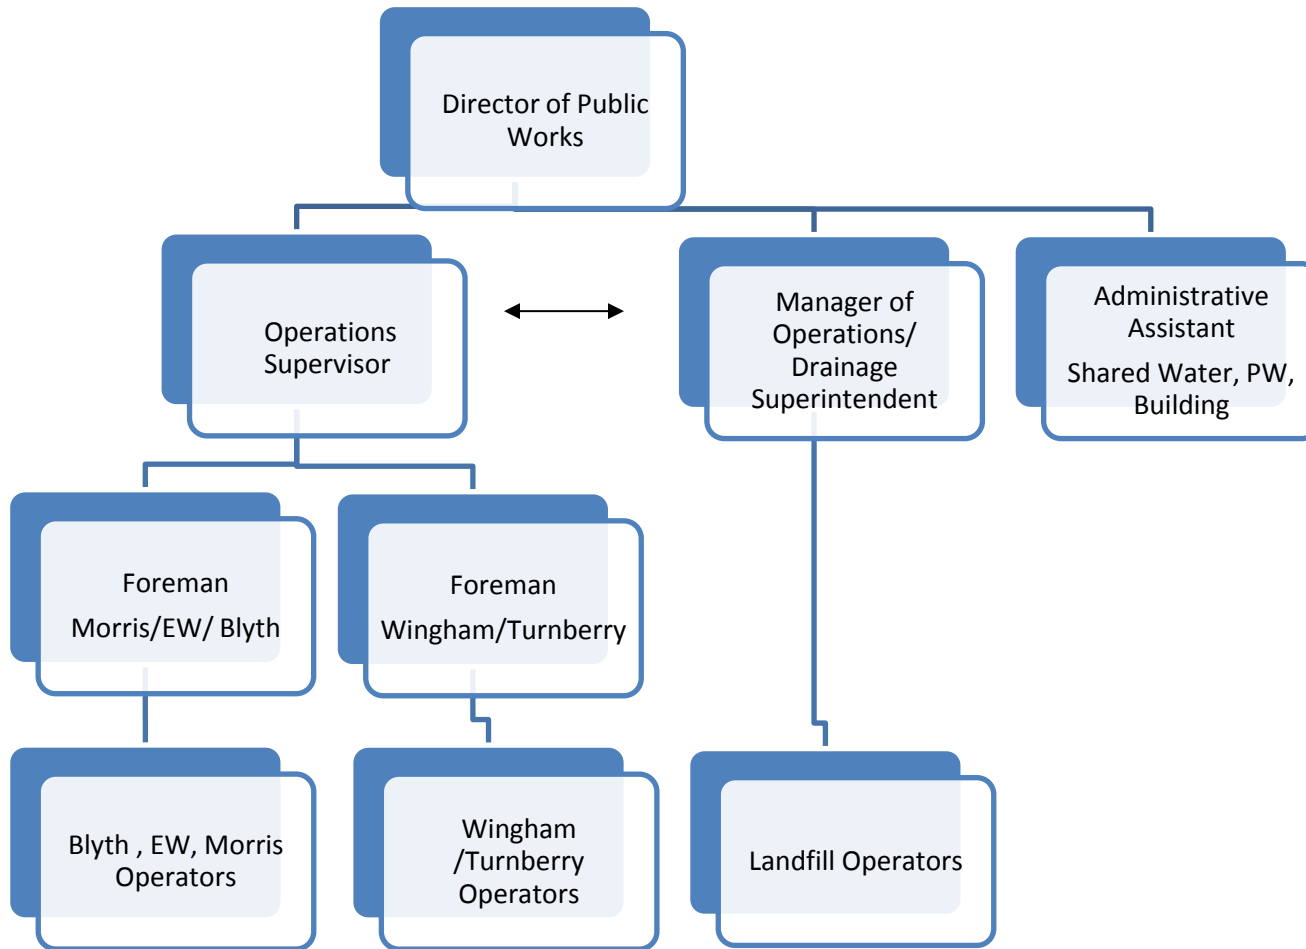 Director of Public
Works
Operations
Supervisor
Manager of
Operations/
Drainage
Superintendent
Administrative
Assistant
Shared Water, PW,
Building
Foreman
Morris/EW/ Blyth
Foreman
Wingham/Turnberry
Blyth , EW, Morris
Operators
Wingham
/Turnberry
Operators
Landfill Operators